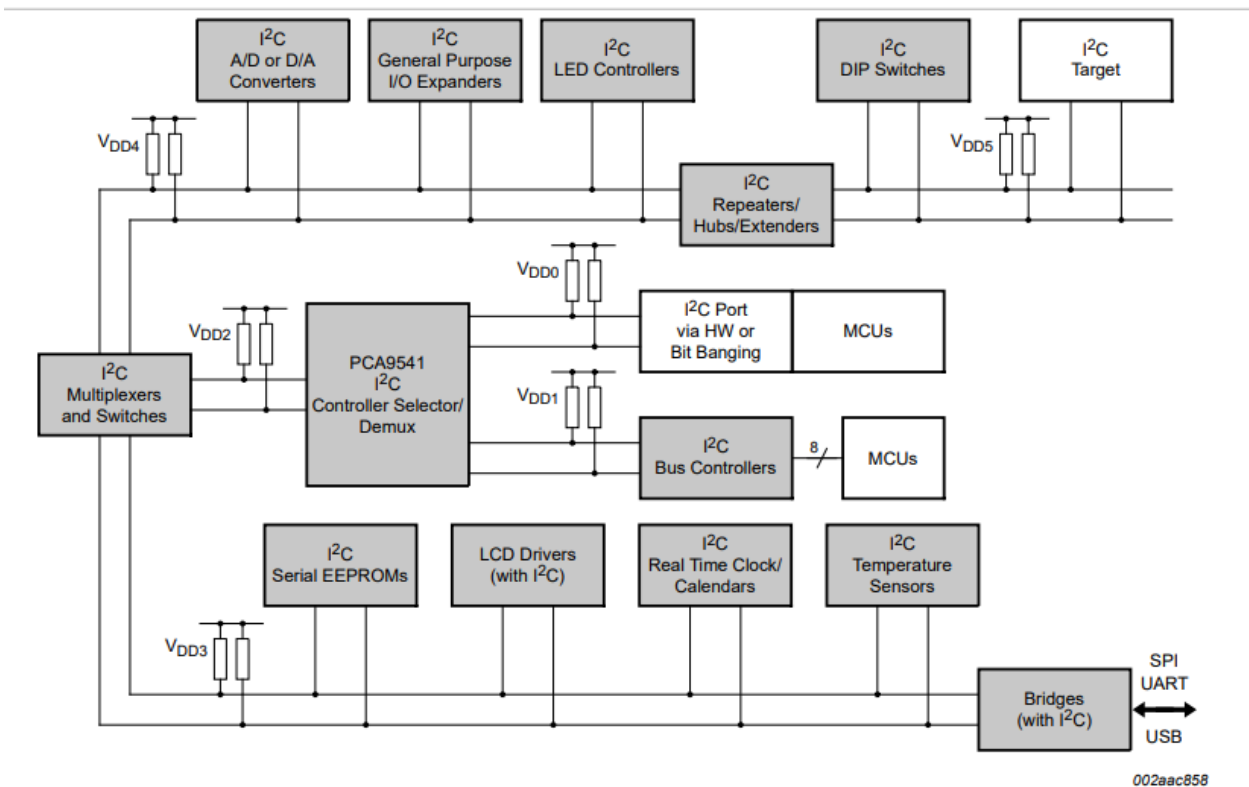 I²C
A/D or D/A
Converters
I²C
General Purpose
I/O Expanders
I²C
LED Controllers
I²C
DIP Switches
I²C
Target
VDD4
VDD5
I²C
Repeaters/
Hubs/Extenders
VDD0
I²C Port
via HW or
Bit Banging
MCUs
VDD2
PCA9541
I²C
Controller Selector/
Demux
I²C
Multiplexers
and Switches
VDD1
I²C
Bus Controllers
8
MCUs
I²C
Serial EEPROMs
LCD Drivers
(with I²C)
I²C
Real Time Clock/
Calendars
I²C
Temperature
Sensors
VDD3
Bridges
(with I²C)
SPI
UART
USB
002aac858